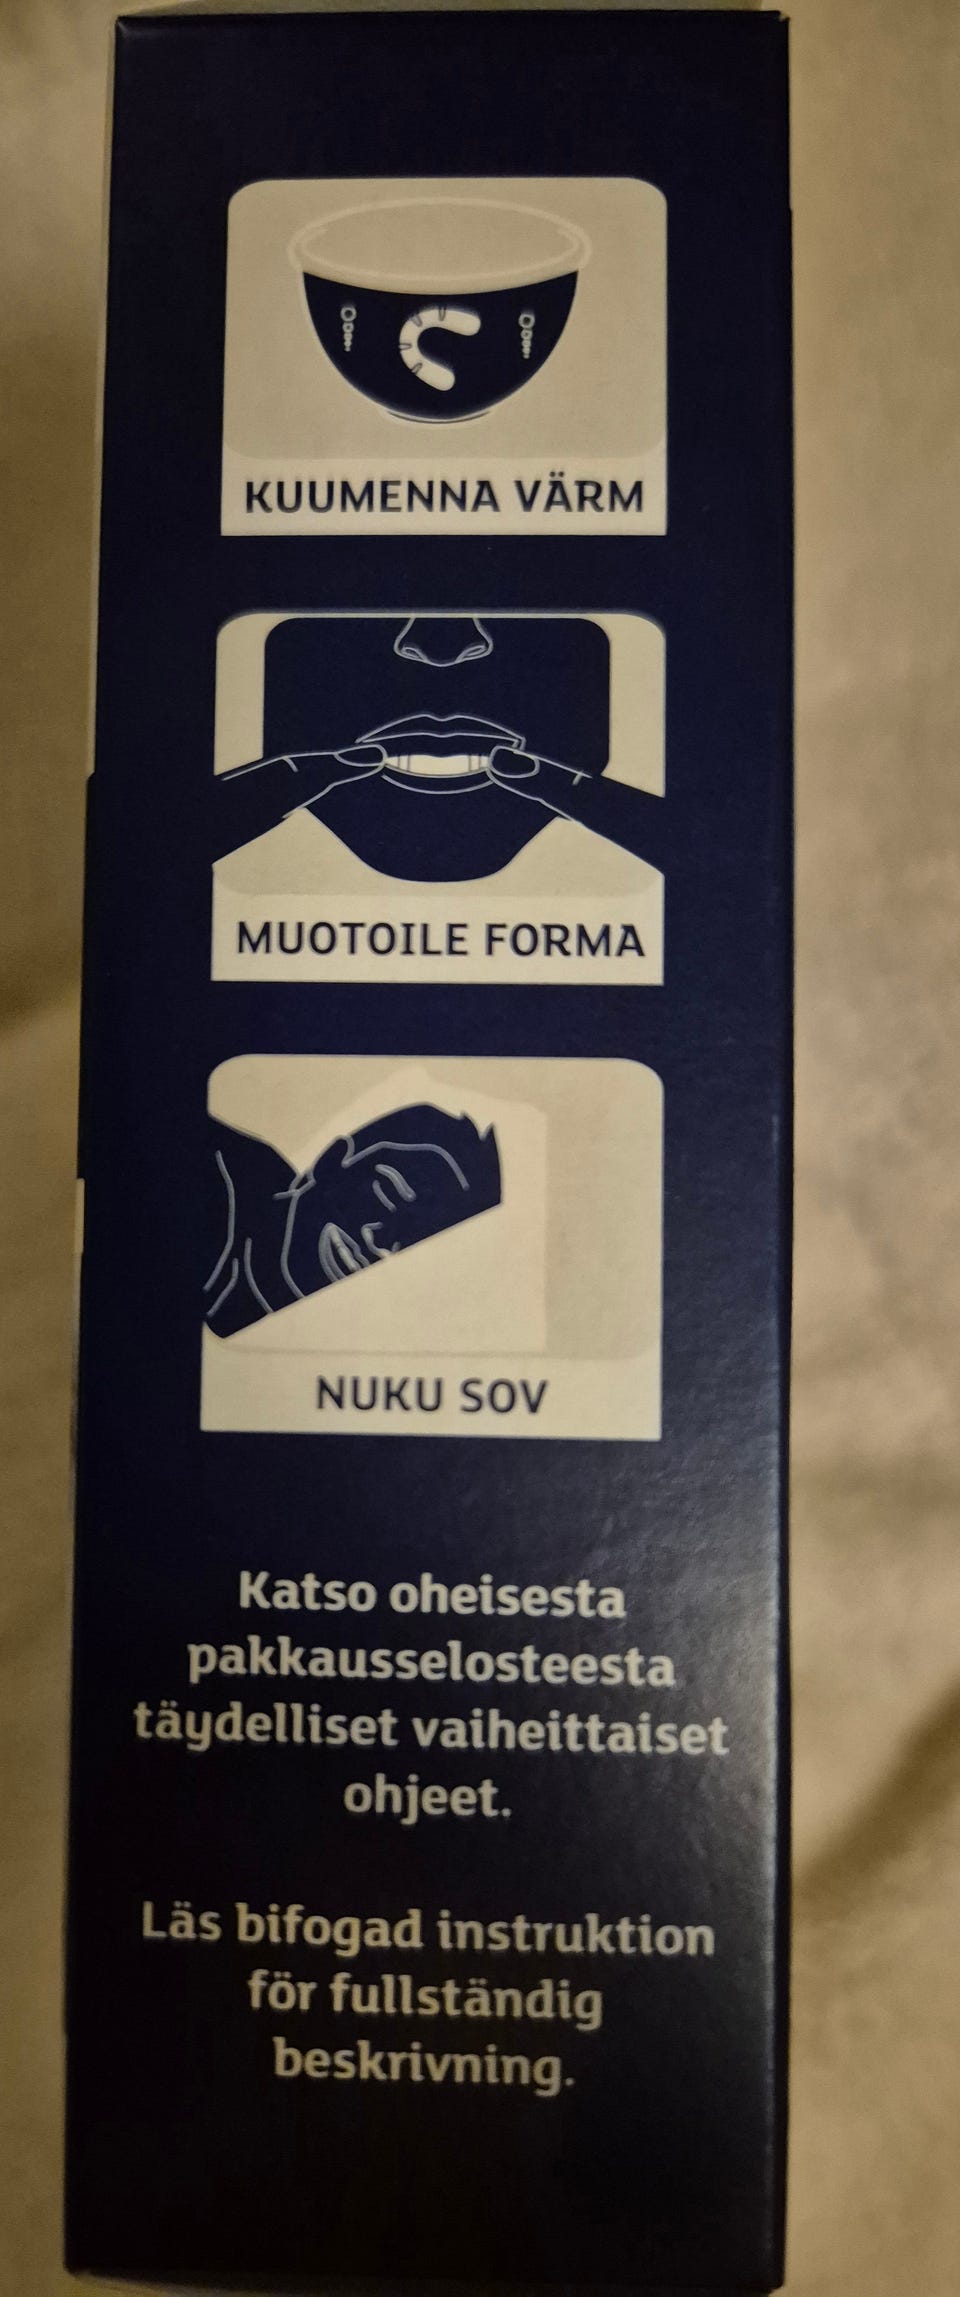 KUUMENNA VÄRM
MUOTOILE FORMA
NUKU SOV
Katso oheisesta
pakkausselosteesta
täydelliset vaiheittaiset
ohjeet.
Läs bifogad instruktion
för fullständig
beskrivning.